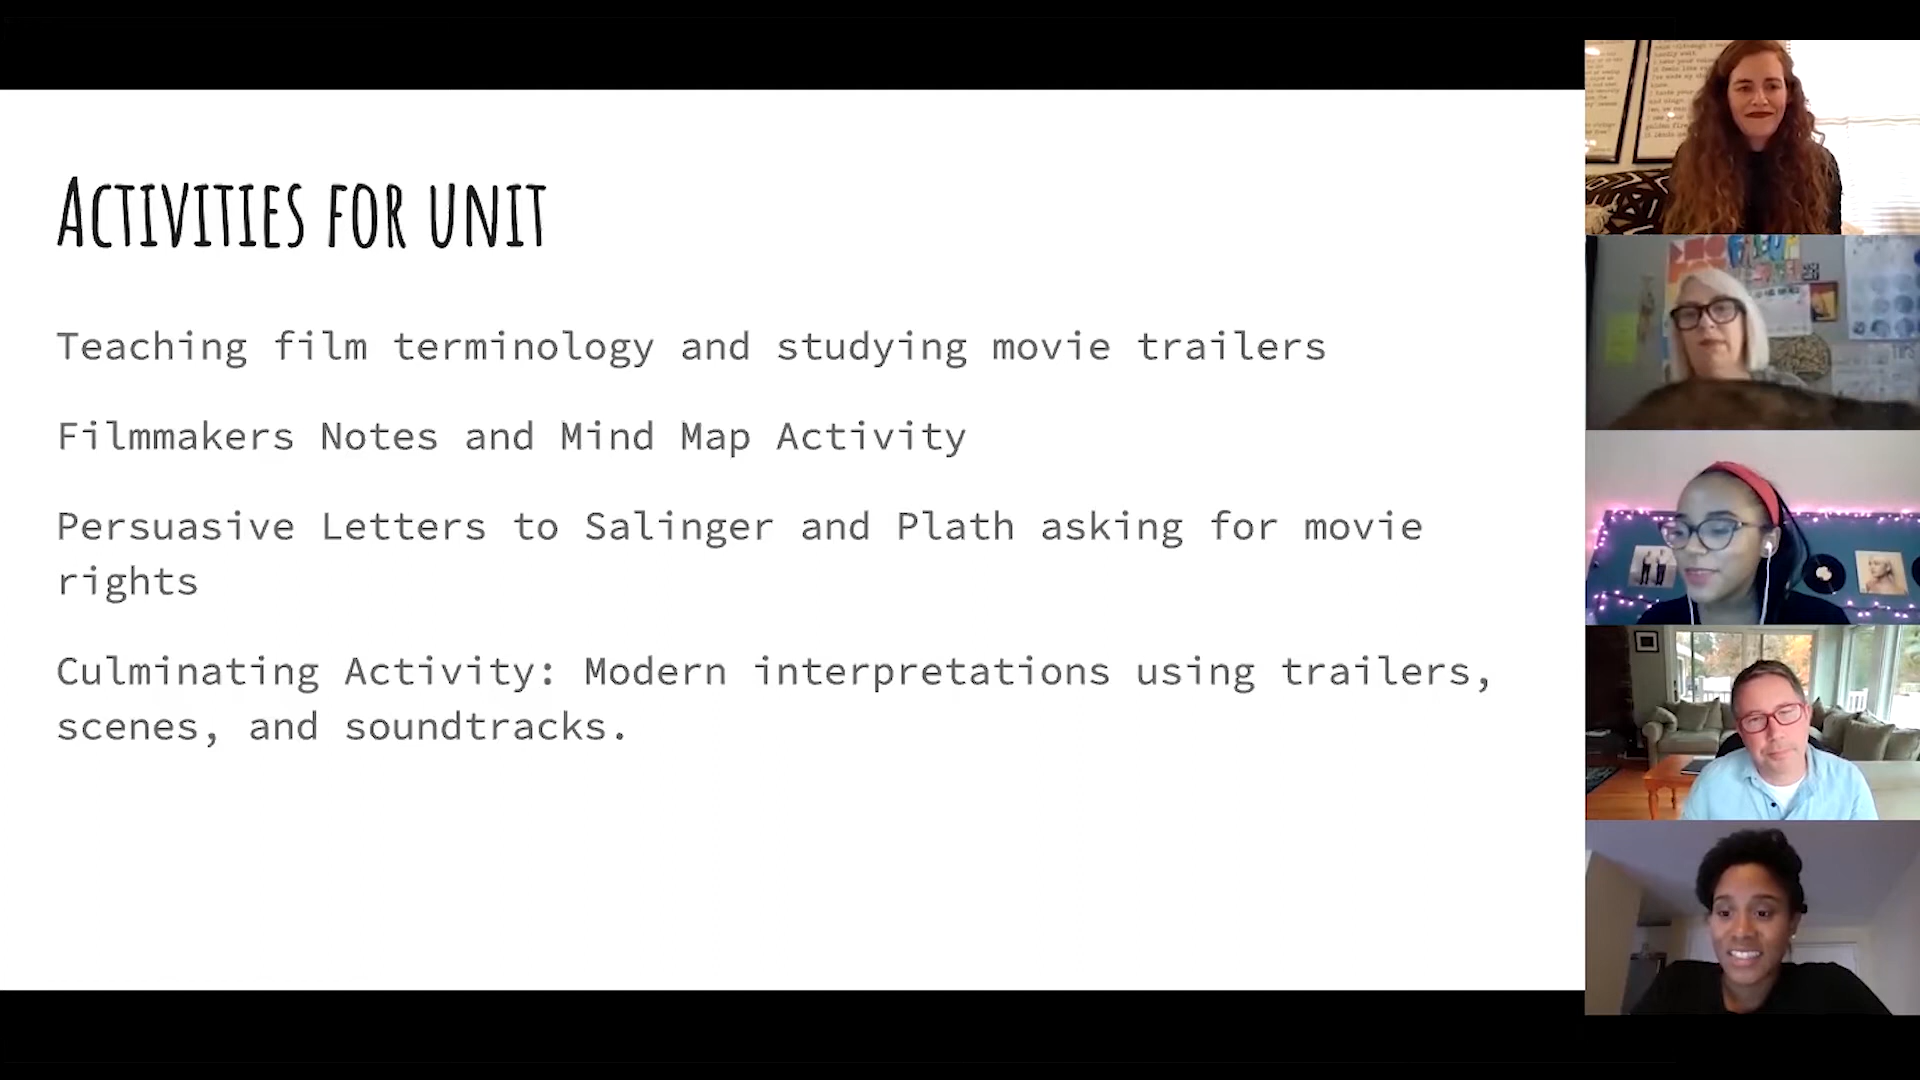 Activities for unit
Teaching film terminology and studying movie trailers
Filmmakers Notes and Mind Map Activity
Persuasive Letters to Salinger and Plath asking for movie
rights
Culminating Activity: Modern interpretations using trailers,
scenes, and soundtracks.